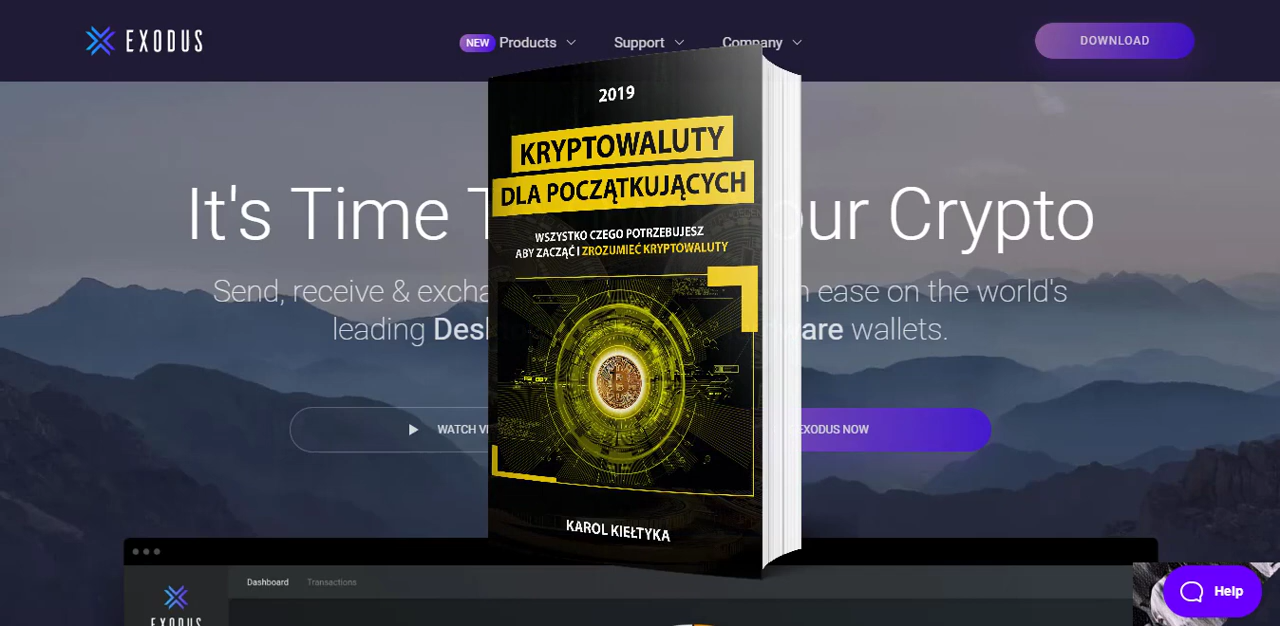 EXODUS
NEW Products Support Company
DOWNLOAD
2019
KRYPTOWALUTY
DLA POCZĄTKUJĄCYCH
WSZYSTKO CZEGO POTRZEBUJESZ
ABY ZACZĄĆ I ZROZUMIEĆ KRYPTOWALUTY
KAROL KIEŁTYKA
It's Time T our Crypto
Send, receive & excha n ease on the world's
leading Desk are wallets.
WATCH VI EXODUS NOW
Dashboard Transactions
EXODUS
Help